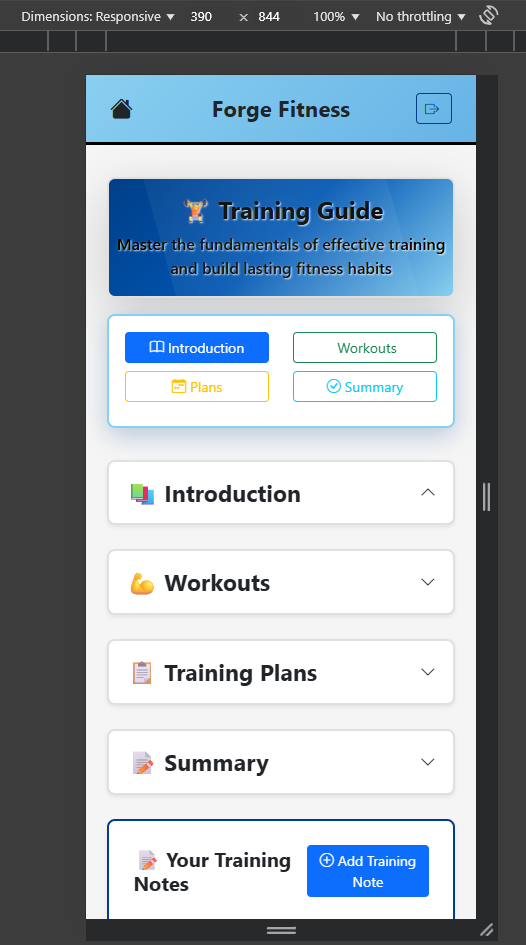 Dimensions: Responsive 390 × 844 100% No throttling
Forge Fitness
Training Guide
Master the fundamentals of effective training
and build lasting fitness habits
Introduction Workouts
Plans Summary
Introduction
Workouts
Training Plans
Summary
Your Training
Notes
Add Training
Note